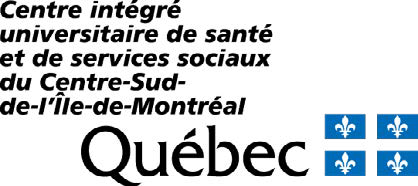 Centre intégré
universitaire de santé
et de services sociaux
du Centre-Sud-
de-l'Île-de-Montréal
Québec